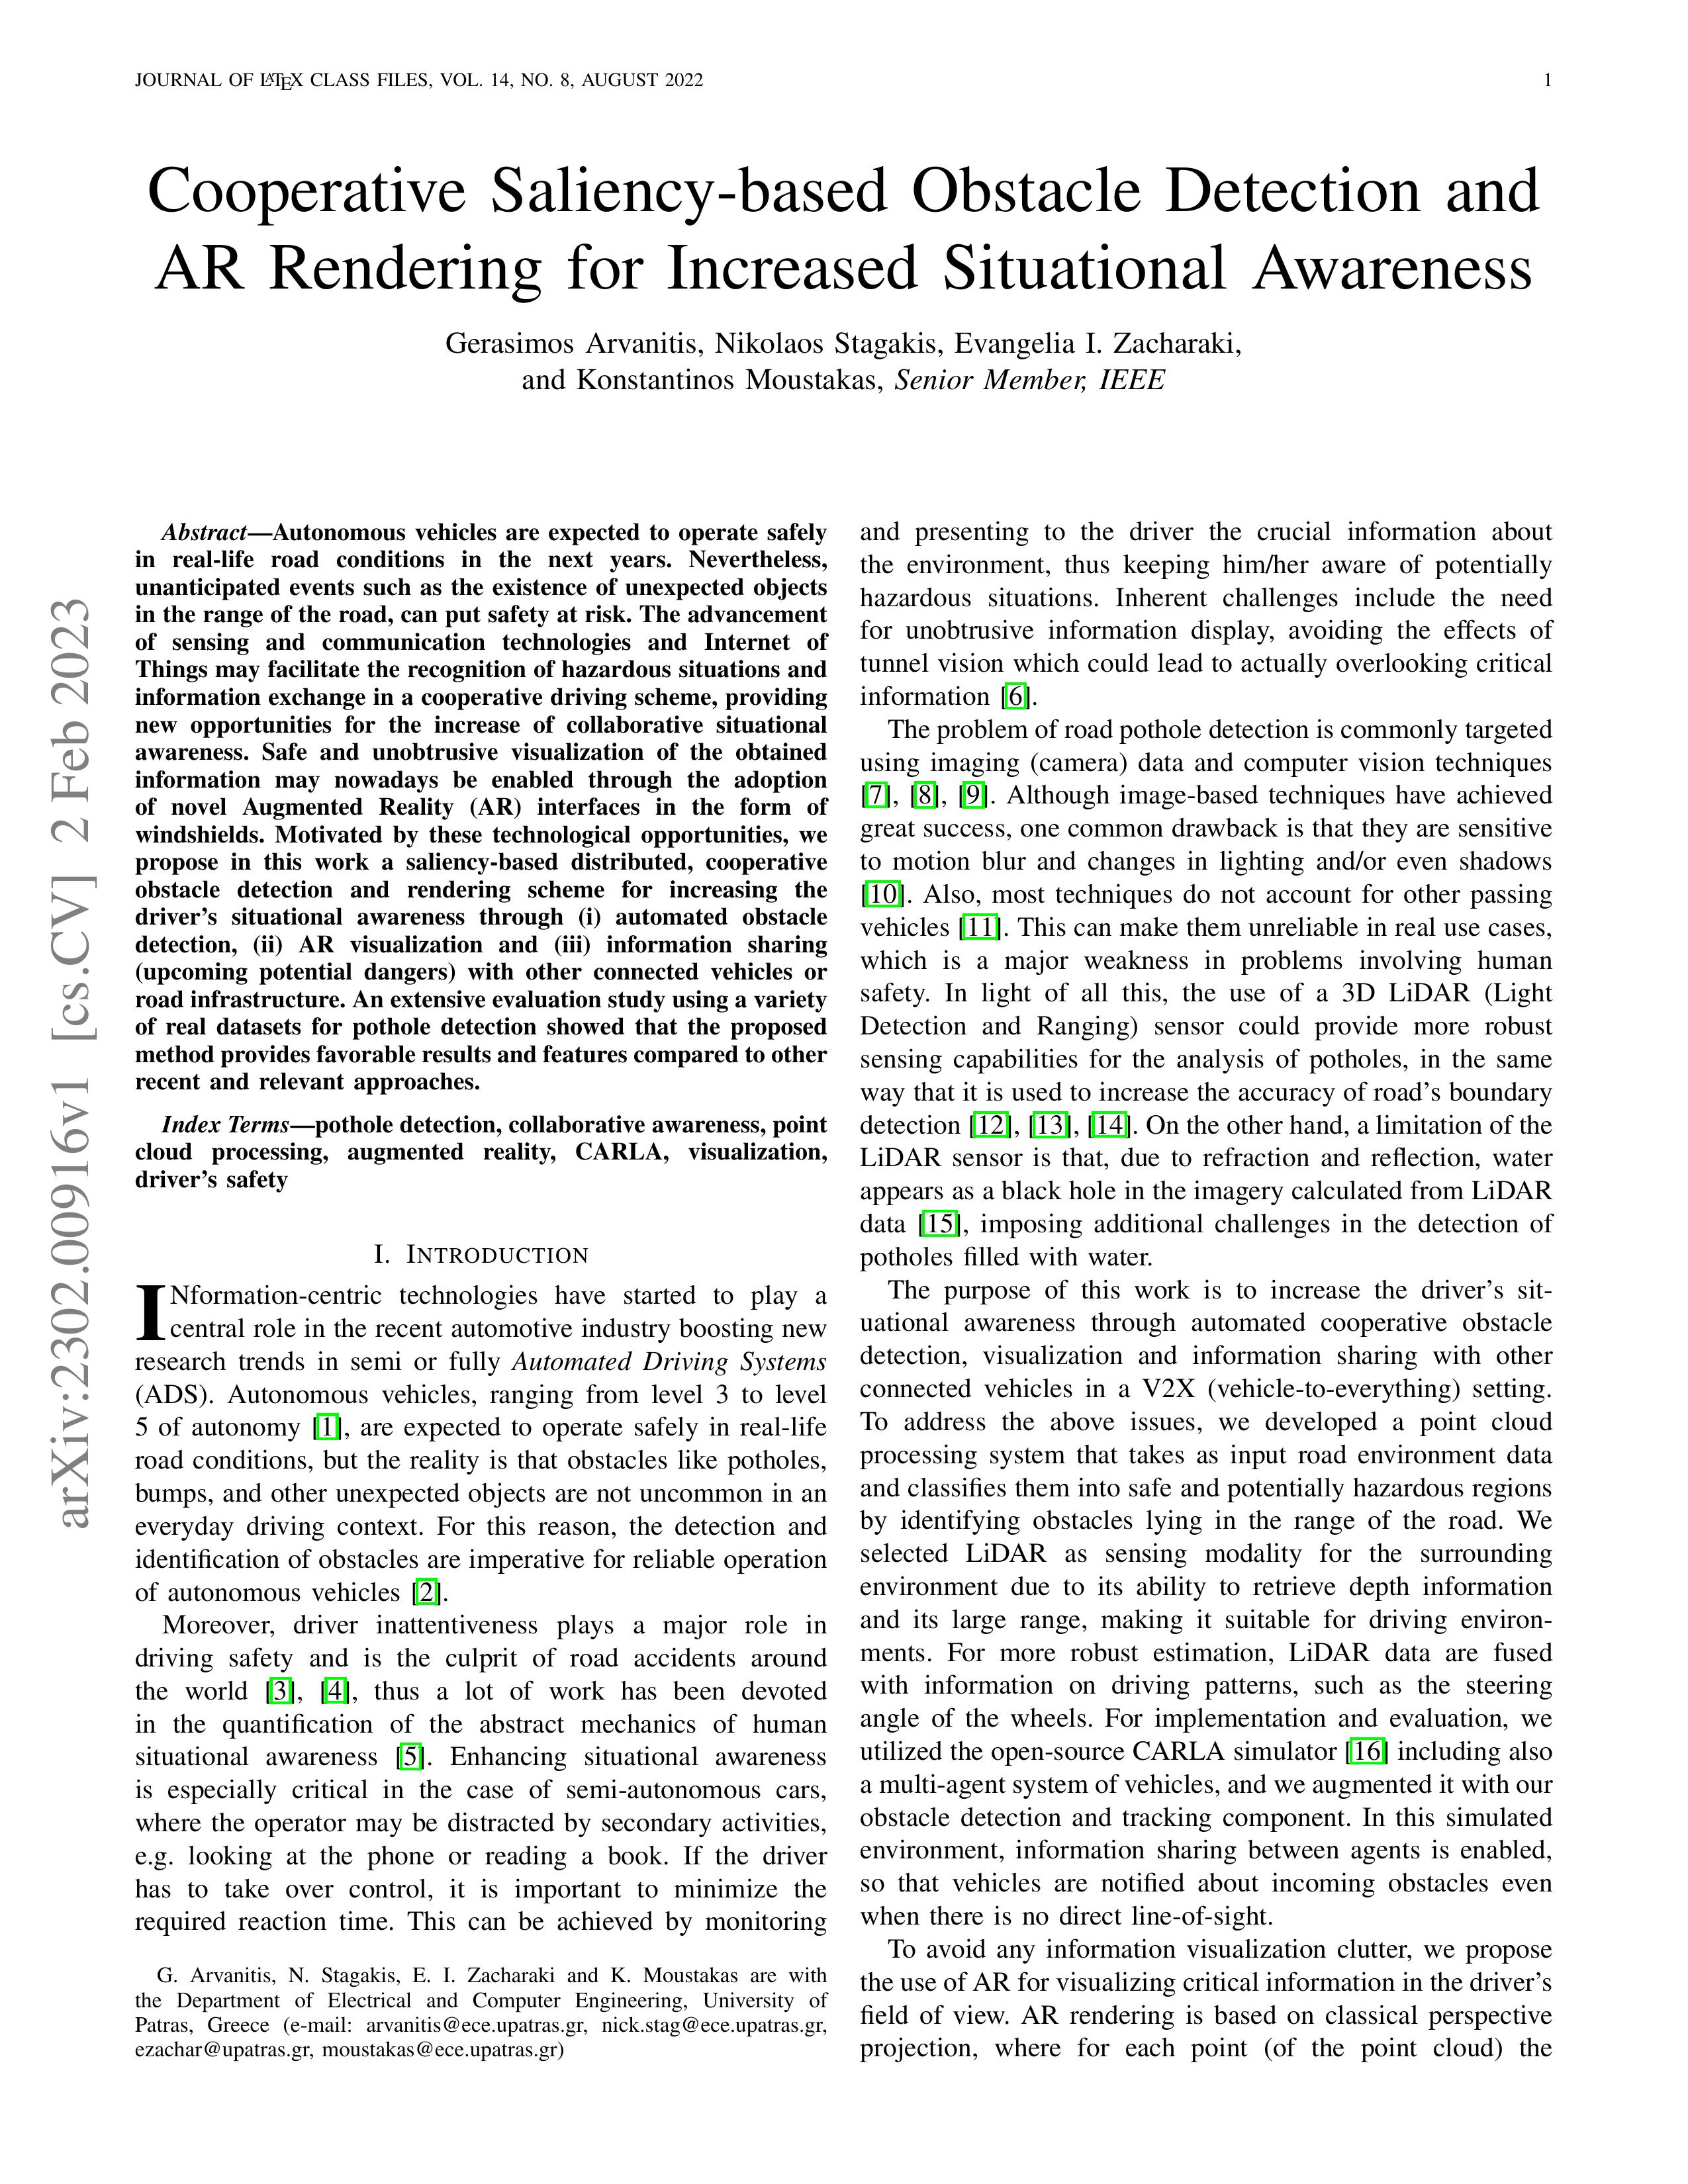 JOURNAL OF LATEX CLASS FILES, VOL. 14, NO. 8, AUGUST 2022
1
Cooperative Saliency-based Obstacle Detection and
AR Rendering for Increased Situational Awareness
Gerasimos Arvanitis, Nikolaos Stagakis, Evangelia I. Zacharaki,
and Konstantinos Moustakas, Senior Member, IEEE
arXiv:2302.00916v1 [cs.CV] 2 Feb 2023
Abstract—Autonomous vehicles are expected to operate safely
in real-life road conditions in the next years. Nevertheless,
unanticipated events such as the existence of unexpected objects
in the range of the road, can put safety at risk. The advancement
of sensing and communication technologies and Internet of
Things may facilitate the recognition of hazardous situations and
information exchange in a cooperative driving scheme, providing
new opportunities for the increase of collaborative situational
awareness. Safe and unobtrusive visualization of the obtained
information may nowadays be enabled through the adoption
of novel Augmented Reality (AR) interfaces in the form of
windshields. Motivated by these technological opportunities, we
propose in this work a saliency-based distributed, cooperative
obstacle detection and rendering scheme for increasing the
driver's situational awareness through (i) automated obstacle
detection, (ii) AR visualization and (iii) information sharing
(upcoming potential dangers) with other connected vehicles or
road infrastructure. An extensive evaluation study using a variety
of real datasets for pothole detection showed that the proposed
method provides favorable results and features compared to other
recent and relevant approaches.
Index Terms—pothole detection, collaborative awareness, point
cloud processing, augmented reality, CARLA, visualization,
driver's safety
I. INTRODUCTION
INformation-centric technologies have started to play a
central role in the recent automotive industry boosting new
research trends in semi or fully Automated Driving Systems
(ADS). Autonomous vehicles, ranging from level 3 to level
5 of autonomy [1], are expected to operate safely in real-life
road conditions, but the reality is that obstacles like potholes,
bumps, and other unexpected objects are not uncommon in an
everyday driving context. For this reason, the detection and
identification of obstacles are imperative for reliable operation
of autonomous vehicles [2].
Moreover, driver inattentiveness plays a major role in
driving safety and is the culprit of road accidents around
the world [3], [4], thus a lot of work has been devoted
in the quantification of the abstract mechanics of human
situational awareness [5]. Enhancing situational awareness
is especially critical in the case of semi-autonomous cars,
where the operator may be distracted by secondary activities,
e.g. looking at the phone or reading a book. If the driver
has to take over control, it is important to minimize the
required reaction time. This can be achieved by monitoring
G. Arvanitis, N. Stagakis, E. I. Zacharaki and K. Moustakas are with
the Department of Electrical and Computer Engineering, University of
Patras, Greece (e-mail: arvanitis@ece.upatras.gr, nick.stag@ece.upatras.gr,
ezachar@upatras.gr, moustakas@ece.upatras.gr)
and presenting to the driver the crucial information about
the environment, thus keeping him/her aware of potentially
hazardous situations. Inherent challenges include the need
for unobtrusive information display, avoiding the effects of
tunnel vision which could lead to actually overlooking critical
information [6].
The problem of road pothole detection is commonly targeted
using imaging (camera) data and computer vision techniques
[7], [8], [9]. Although image-based techniques have achieved
great success, one common drawback is that they are sensitive
to motion blur and changes in lighting and/or even shadows
[10]. Also, most techniques do not account for other passing
vehicles [11]. This can make them unreliable in real use cases,
which is a major weakness in problems involving human
safety. In light of all this, the use of a 3D LiDAR (Light
Detection and Ranging) sensor could provide more robust
sensing capabilities for the analysis of potholes, in the same
way that it is used to increase the accuracy of road's boundary
detection [12], [13], [14]. On the other hand, a limitation of the
LiDAR sensor is that, due to refraction and reflection, water
appears as a black hole in the imagery calculated from LiDAR
data [15], imposing additional challenges in the detection of
potholes filled with water.
The purpose of this work is to increase the driver's sit-
uational awareness through automated cooperative obstacle
detection, visualization and information sharing with other
connected vehicles in a V2X (vehicle-to-everything) setting.
To address the above issues, we developed a point cloud
processing system that takes as input road environment data
and classifies them into safe and potentially hazardous regions
by identifying obstacles lying in the range of the road. We
selected LiDAR as sensing modality for the surrounding
environment due to its ability to retrieve depth information
and its large range, making it suitable for driving environ-
ments. For more robust estimation, LiDAR data are fused
with information on driving patterns, such as the steering
angle of the wheels. For implementation and evaluation, we
utilized the open-source CARLA simulator [16] including also
a multi-agent system of vehicles, and we augmented it with our
obstacle detection and tracking component. In this simulated
environment, information sharing between agents is enabled,
so that vehicles are notified about incoming obstacles even
when there is no direct line-of-sight.
To avoid any information visualization clutter, we propose
the use of AR for visualizing critical information in the driver's
field of view. AR rendering is based on classical perspective
projection, where for each point (of the point cloud) the